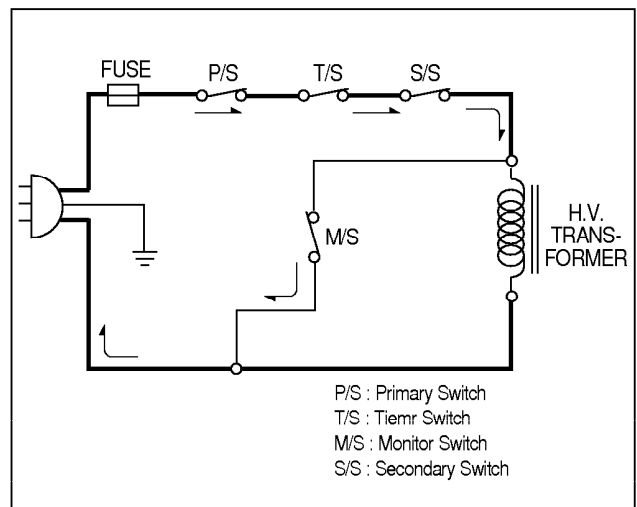 FUSE
P/S
T/S
S/S
M/S
H.V.
TRANS-
FORMER
P/S : Primary Switch
T/S : Tiemr Switch
M/S : Monitor Switch
S/S : Secondary Switch